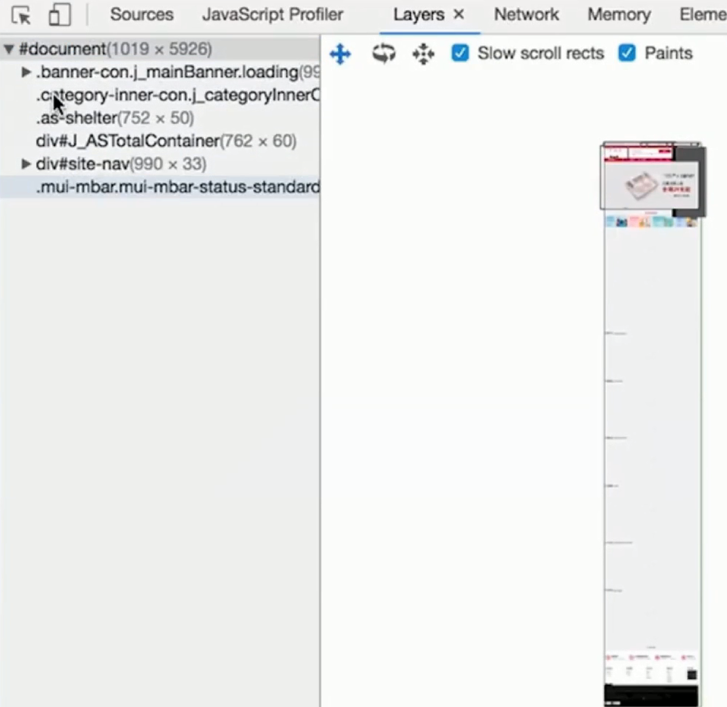 Sources JavaScript Profiler Layers × Network Memory Eleme
#document(1019 × 5926)
Slow scroll rects Paints
.banner-con.j_mainBanner.loading(99
.category-inner-con.j_categoryInnerC
.as-shelter(752 × 50)
div#J_ASTotalContainer(762 × 60)
div#site-nav(990 × 33)
.mui-mbar.mui-mbar-status-standard